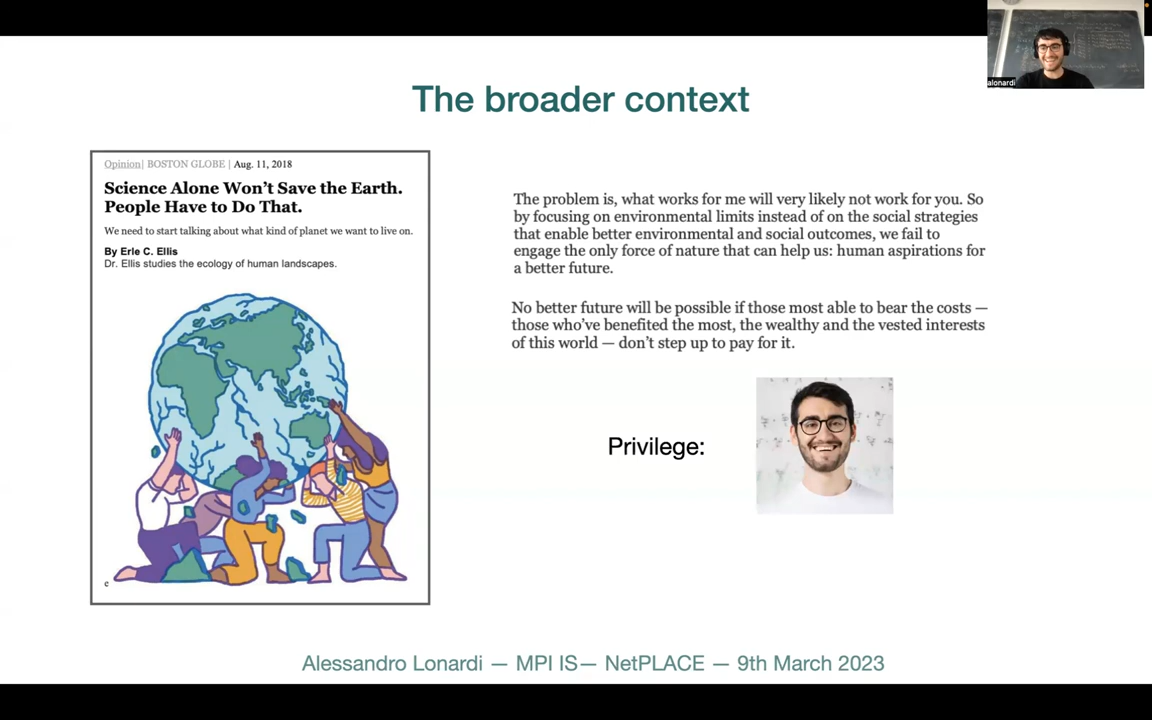 alonardi
The broader context
Opinion| BOSTON GLOBE | Aug. 11, 2018
Science Alone Won’t Save the Earth.
People Have to Do That.
We need to start talking about what kind of planet we want to live on.
By Erle C. Ellis
Dr. Ellis studies the ecology of human landscapes.
c
The problem is, what works for me will very likely not work for you. So
by focusing on environmental limits instead of on the social strategies
that enable better environmental and social outcomes, we fail to
engage the only force of nature that can help us: human aspirations for
a better future.
No better future will be possible if those most able to bear the costs —
those who’ve benefited the most, the wealthy and the vested interests
of this world — don’t step up to pay for it.
Privilege:
Alessandro Lonardi — MPI IS— NetPLACE — 9th March 2023